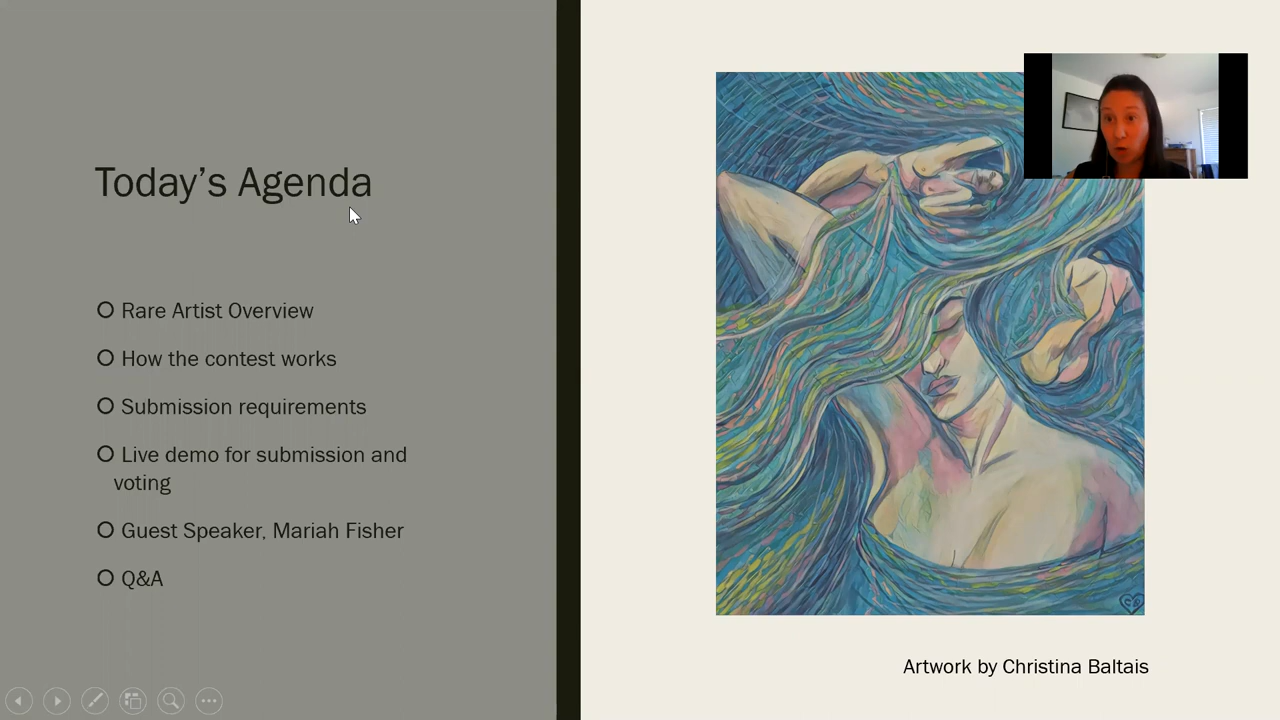 Today's Agenda
Rare Artist Overview
How the contest works
Submission requirements
Live demo for submission and
voting
Guest Speaker, Mariah Fisher
Q&A
Artwork by Christina Baltais